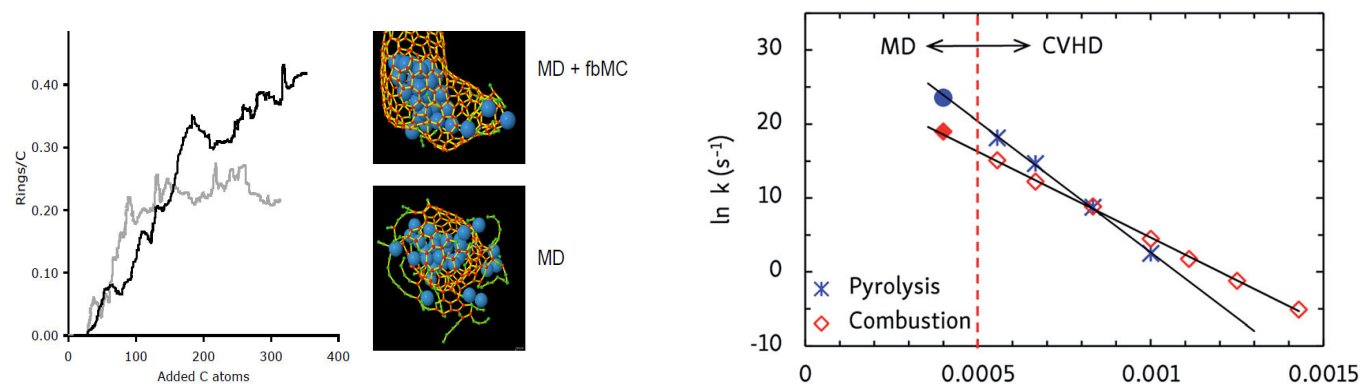 Rings/C
0.40
0.30
0.20
0.10
0.00
0
100
200
300
400
Added C atoms
MD + fbMC
MD
ln k (s⁻¹)
30
20
10
0
-10
MD
CVHD
Pyrolysis
Combustion
0
0.0005
0.001
0.0015